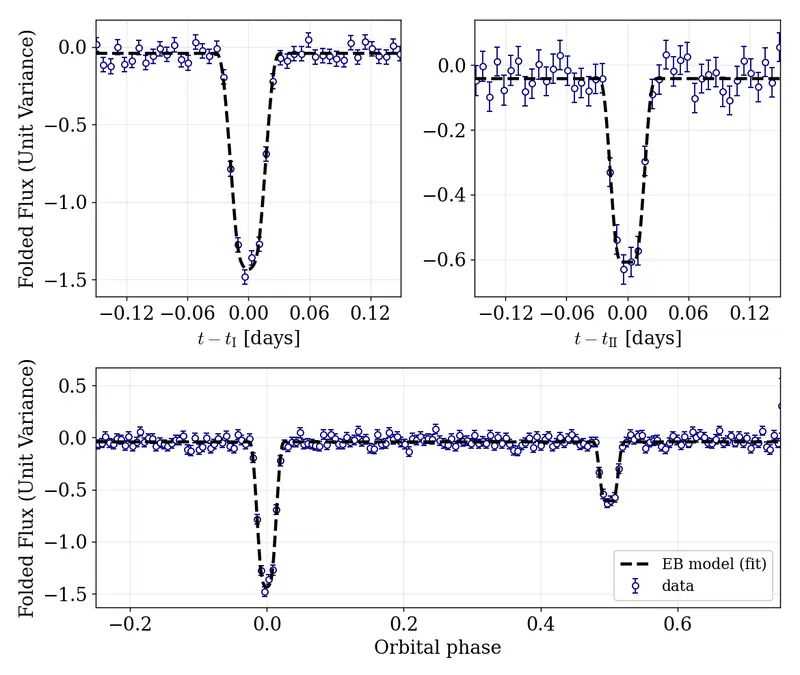 Folded Flux (Unit Variance)
0.0
−0.5
−1.0
−1.5
−0.12 −0.06 0.00 0.06 0.12
t − t_I [days]
0.0
−0.2
−0.4
−0.6
−0.12 −0.06 0.00 0.06 0.12
t − t_II [days]
Folded Flux (Unit Variance)
0.5
0.0
−0.5
−1.0
−1.5
−0.2 0.0 0.2 0.4 0.6
Orbital phase
EB model (fit)
data